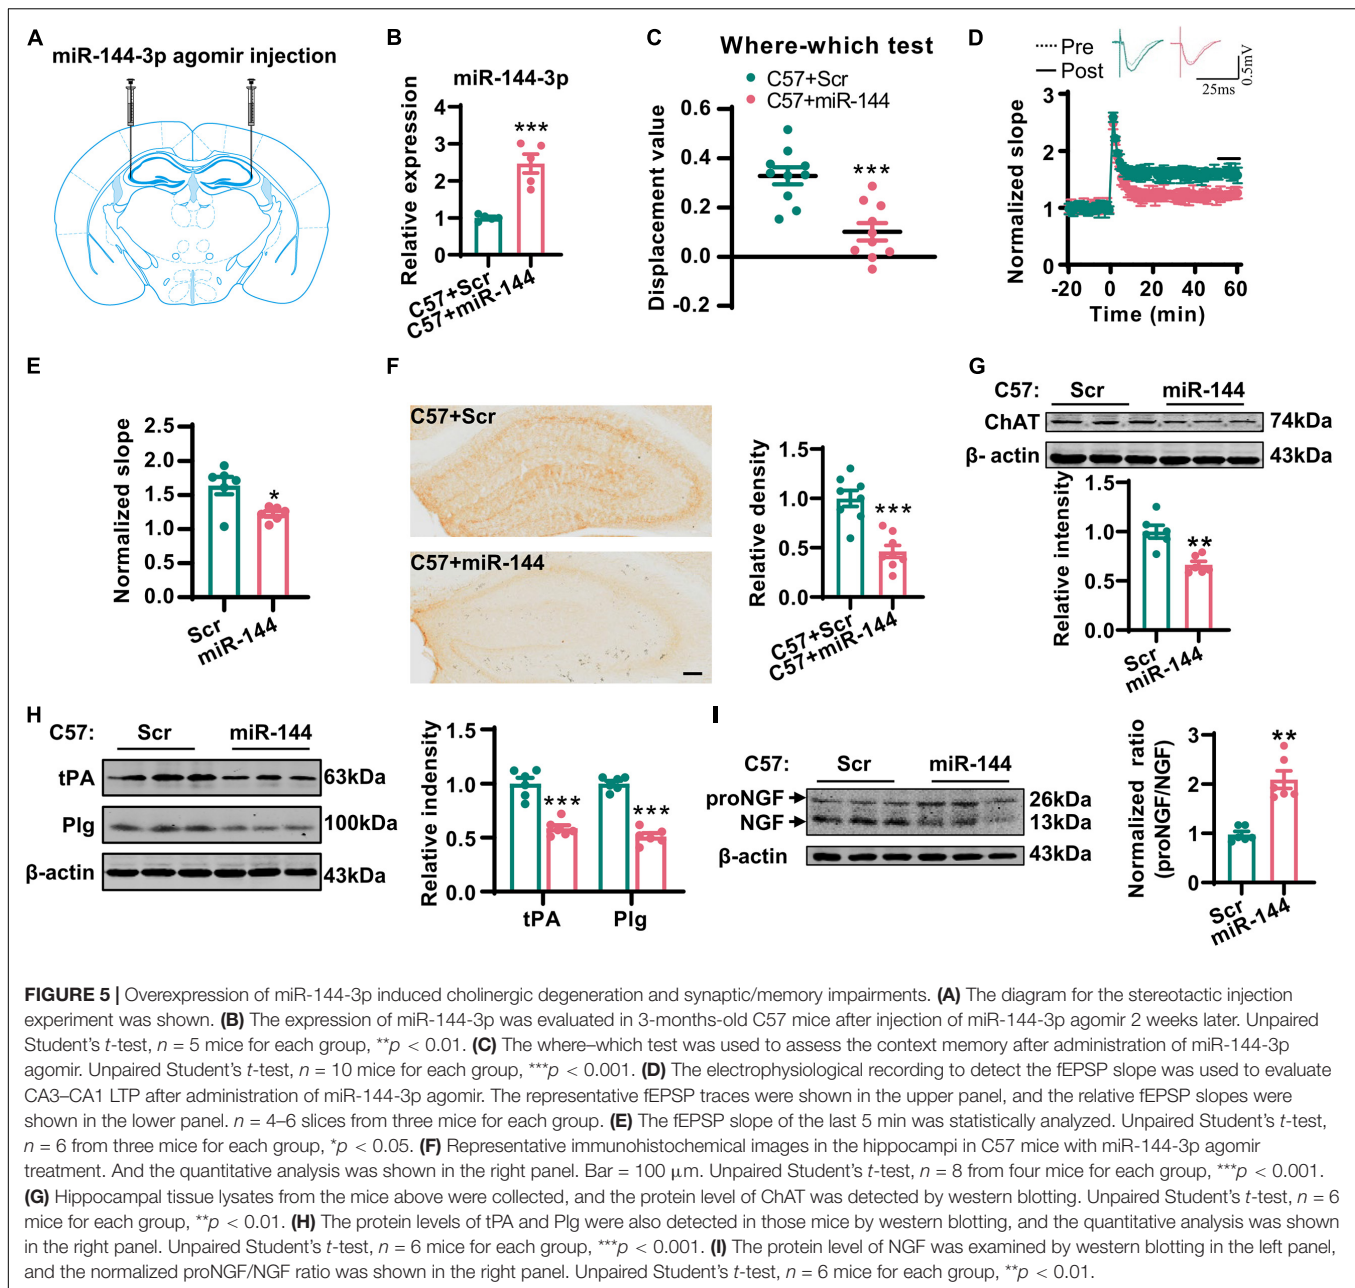 A
miR-144-3p agomir injection
B
miR-144-3p
Relative expression
4
3
2
1
0
***
C57+Scr
C57+miR-144
C
Where-which test
C57+Scr
C57+miR-144
Displacement value
0.6
0.4
0.2
0.0
-0.2
***
D
Pre
Post
0.5mV
25ms
Normalized slope
3
2
1
0
-20 0 20 40 60
Time (min)
E
Normalized slope
2.5
2.0
1.5
1.0
0.5
0.0
*
Scr
miR-144
F
C57+Scr
C57+miR-144
Relative density
1.5
1.0
0.5
0.0
***
C57+Scr
C57+miR-144
G
C57: Scr miR-144
ChAT 74kDa
β- actin 43kDa
Relative intensity
1.5
1.0
0.5
0.0
**
Scr
miR-144
H
C57: Scr miR-144
tPA 63kDa
Plg 100kDa
β-actin 43kDa
Relative indensity
1.5
1.0
0.5
0.0
*** ***
tPA Plg
I
C57: Scr miR-144
proNGF 26kDa
NGF 13kDa
β-actin 43kDa
Normalized ratio
(proNGF/NGF)
3
2
1
0
**
Scr
miR-144
FIGURE 5 | Overexpression of miR-144-3p induced cholinergic degeneration and synaptic/memory impairments. (A) The diagram for the stereotactic injection
experiment was shown. (B) The expression of miR-144-3p was evaluated in 3-months-old C57 mice after injection of miR-144-3p agomir 2 weeks later. Unpaired
Student's t-test, n = 5 mice for each group, **p < 0.01. (C) The where–which test was used to assess the context memory after administration of miR-144-3p
agomir. Unpaired Student's t-test, n = 10 mice for each group, ***p < 0.001. (D) The electrophysiological recording to detect the fEPSP slope was used to evaluate
CA3–CA1 LTP after administration of miR-144-3p agomir. The representative fEPSP traces were shown in the upper panel, and the relative fEPSP slopes were
shown in the lower panel. n = 4–6 slices from three mice for each group. (E) The fEPSP slope of the last 5 min was statistically analyzed. Unpaired Student's t-test,
n = 6 from three mice for each group, *p < 0.05. (F) Representative immunohistochemical images in the hippocampi in C57 mice with miR-144-3p agomir
treatment. And the quantitative analysis was shown in the right panel. Bar = 100 μm. Unpaired Student's t-test, n = 8 from four mice for each group, ***p < 0.001.
(G) Hippocampal tissue lysates from the mice above were collected, and the protein level of ChAT was detected by western blotting. Unpaired Student's t-test, n = 6
mice for each group, **p < 0.01. (H) The protein levels of tPA and Plg were also detected in those mice by western blotting, and the quantitative analysis was shown
in the right panel. Unpaired Student's t-test, n = 6 mice for each group, ***p < 0.001. (I) The protein level of NGF was examined by western blotting in the left panel,
and the normalized proNGF/NGF ratio was shown in the right panel. Unpaired Student's t-test, n = 6 mice for each group, **p < 0.01.